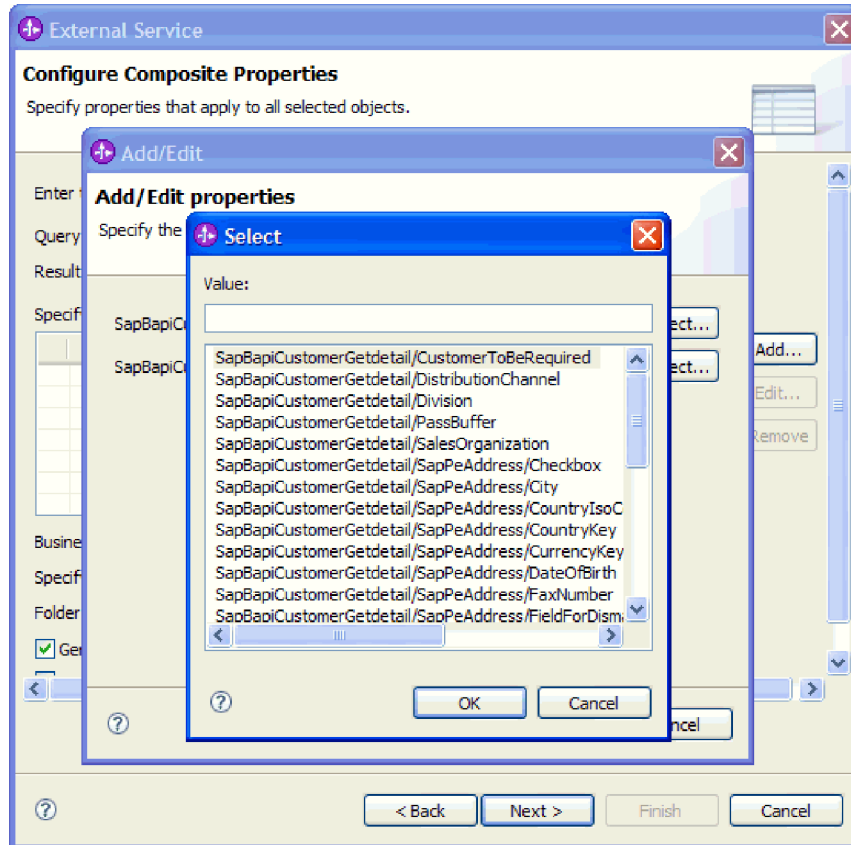 External Service
Configure Composite Properties
Specify properties that apply to all selected objects.
Add/Edit
Enter
Add/Edit properties
Query
Specify the
Select
Result
Value:
Specif
SapBapiCu
ect...
SapBapiCustomerGetdetail/CustomerToBeRequired
Add...
SapBapiCu
ect...
SapBapiCustomerGetdetail/DistributionChannel
SapBapiCustomerGetdetail/Division
Edit...
SapBapiCustomerGetdetail/PassBuffer
SapBapiCustomerGetdetail/SalesOrganization
Remove
SapBapiCustomerGetdetail/SapPeAddress/Checkbox
SapBapiCustomerGetdetail/SapPeAddress/City
SapBapiCustomerGetdetail/SapPeAddress/CountryIsoC
SapBapiCustomerGetdetail/SapPeAddress/CountryKey
SapBapiCustomerGetdetail/SapPeAddress/CurrencyKey
Busine
SapBapiCustomerGetdetail/SapPeAddress/DateOfBirth
Specif
SapBapiCustomerGetdetail/SapPeAddress/FaxNumber
Folder
SapBapiCustomerGetdetail/SapPeAddress/FieldForDism
Gen
OK
Cancel
ncel
< Back
Next >
Finish
Cancel